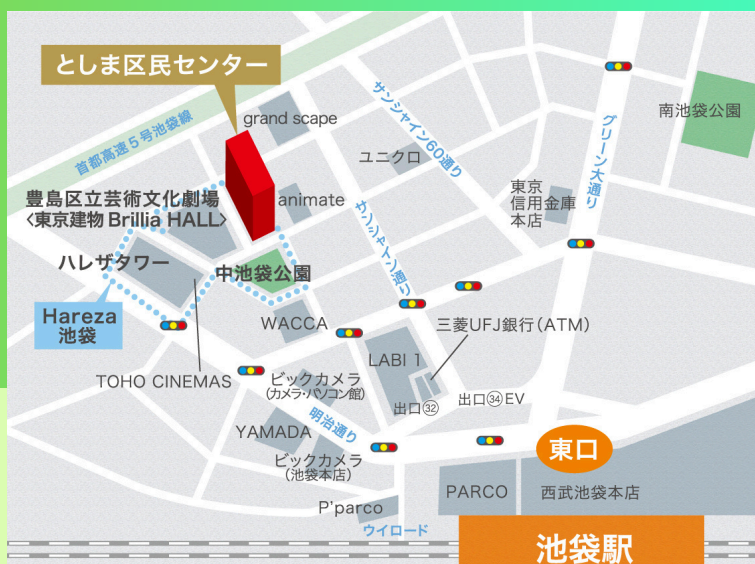 としま区民センター
grand scape
首都高速5号池袋線
サンシャイン60通り
ユニクロ
グリーン大通り
南池袋公園
豊島区立芸術文化劇場
〈東京建物 Brillia HALL〉
animate
東京
信用金庫
本店
サンシャイン通り
ハレザタワー
中池袋公園
Hareza
池袋
WACCA
三菱UFJ銀行(ATM)
LABI 1
TOHO CINEMAS
ビックカメラ
(カメラ・パソコン館)
出口㉜
出口㉞EV
明治通り
YAMADA
ビックカメラ
(池袋本店)
東口
P'parco
PARCO
西武池袋本店
ウイロード
池袋駅